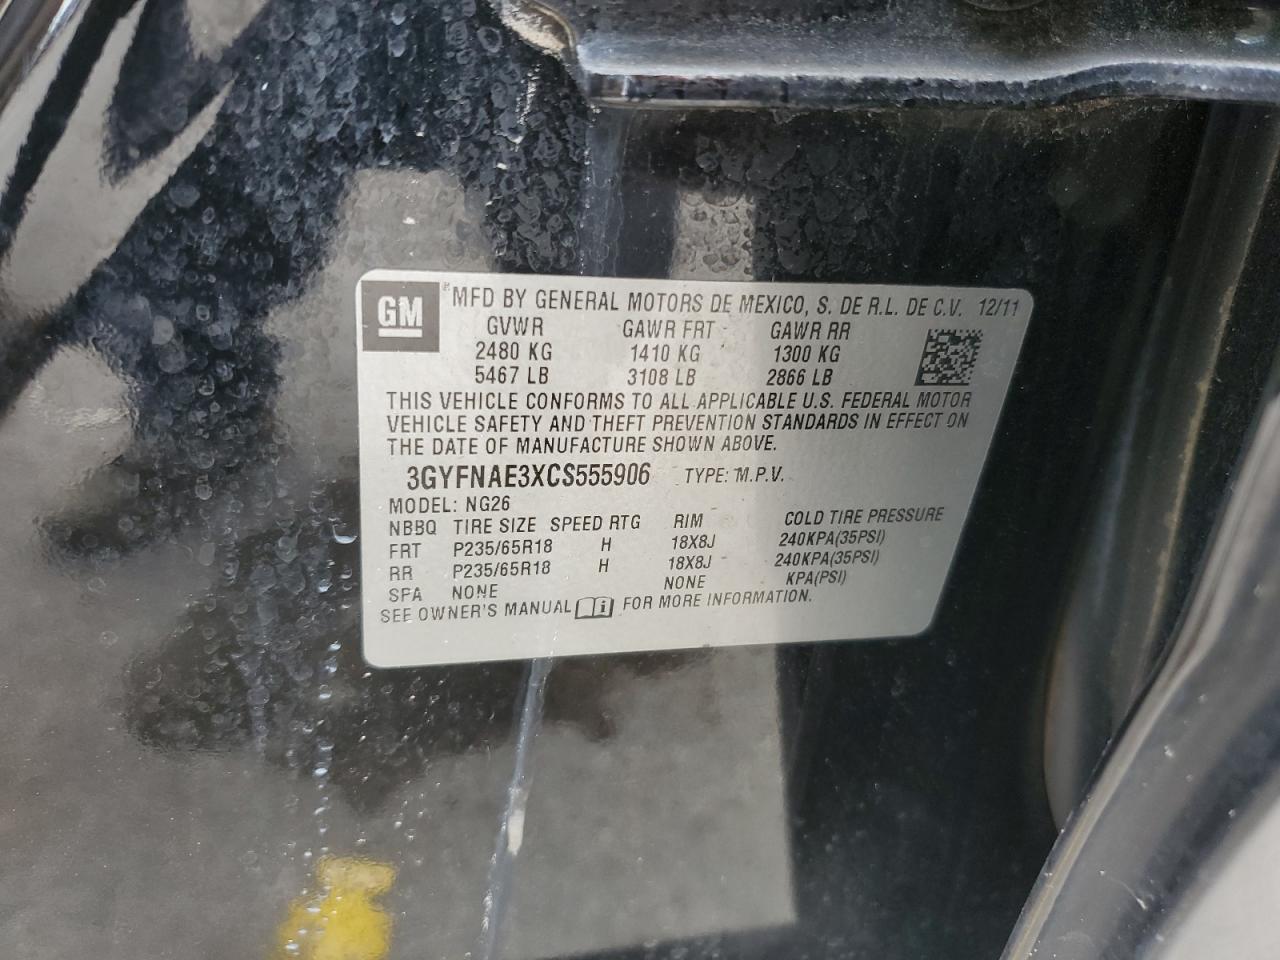 GM MFD BY GENERAL MOTORS DE MEXICO, S. DE R.L. DE C.V. 12/11
GVWR GAWR FRT GAWR RR
2480 KG 1410 KG 1300 KG
5467 LB 3108 LB 2866 LB
THIS VEHICLE CONFORMS TO ALL APPLICABLE U.S. FEDERAL MOTOR
VEHICLE SAFETY AND THEFT PREVENTION STANDARDS IN EFFECT ON
THE DATE OF MANUFACTURE SHOWN ABOVE.
3GYFNAE3XCS555906 TYPE: M.P.V.
MODEL: NG26
NBBQ TIRE SIZE SPEED RTG RIM COLD TIRE PRESSURE
FRT P235/65R18 H 18X8J 240KPA(35PSI)
RR P235/65R18 H 18X8J 240KPA(35PSI)
SPA NONE NONE KPA(PSI)
SEE OWNER'S MANUAL FOR MORE INFORMATION.